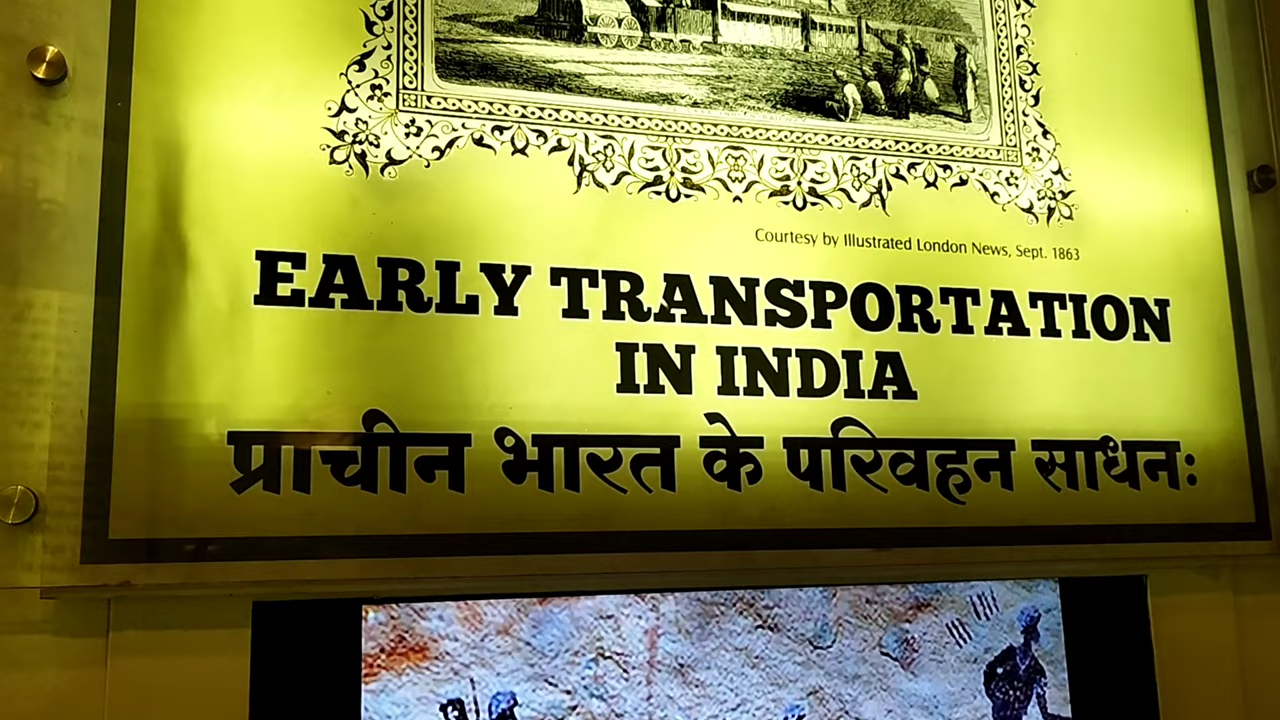 Courtesy by Illustrated London News, Sept. 1863
EARLY TRANSPORTATION
IN INDIA
प्राचीन भारत के परिवहन साधनः